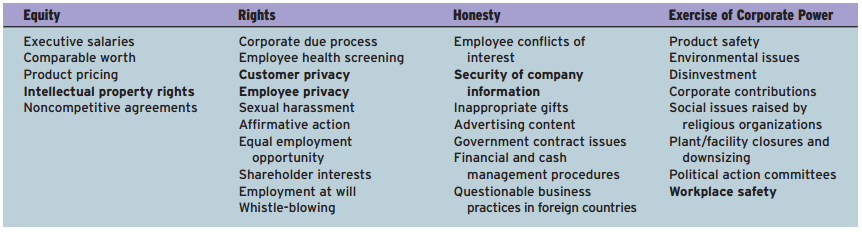 Equity
Executive salaries
Comparable worth
Product pricing
Intellectual property rights
Noncompetitive agreements
Rights
Corporate due process
Employee health screening
Customer privacy
Employee privacy
Sexual harassment
Affirmative action
Equal employment
opportunity
Shareholder interests
Employment at will
Whistle-blowing
Honesty
Employee conflicts of
interest
Security of company
information
Inappropriate gifts
Advertising content
Government contract issues
Financial and cash
management procedures
Questionable business
practices in foreign countries
Exercise of Corporate Power
Product safety
Environmental issues
Disinvestment
Corporate contributions
Social issues raised by
religious organizations
Plant/facility closures and
downsizing
Political action committees
Workplace safety